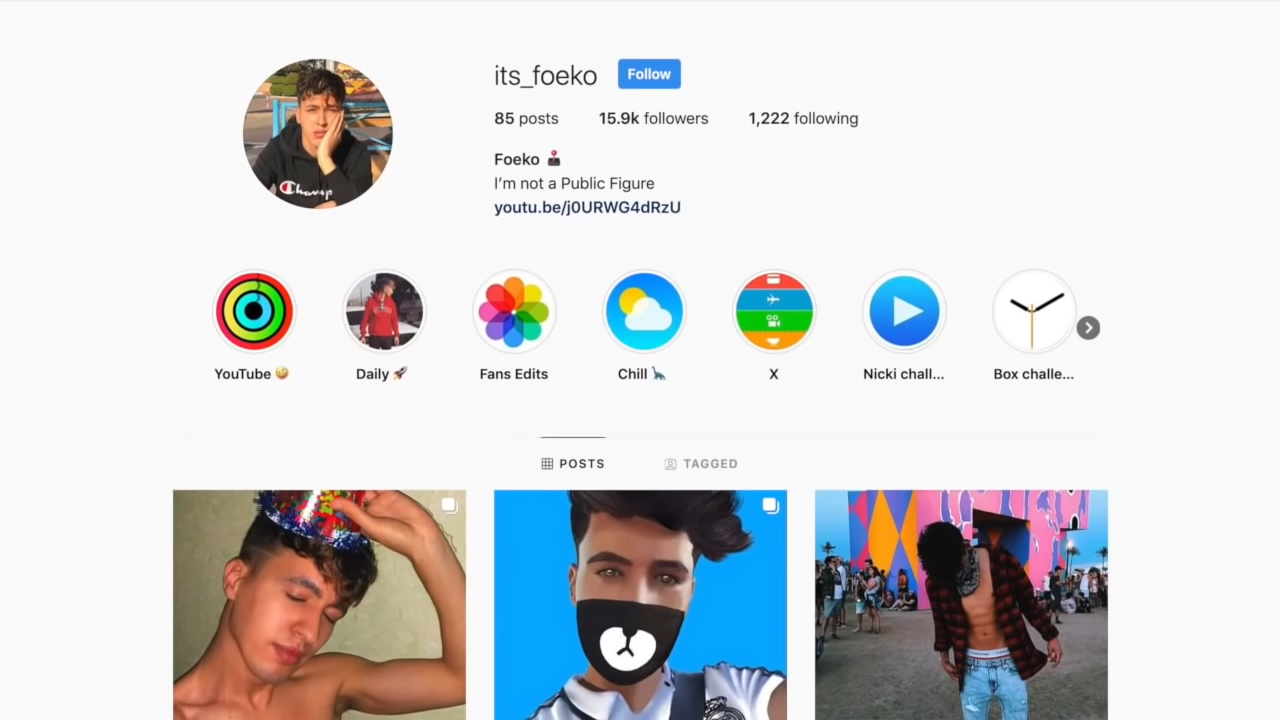 its_foeko Follow
85 posts 15.9k followers 1,222 following
Foeko
I'm not a Public Figure
youtu.be/j0URWG4dRzU
YouTube Daily Fans Edits Chill X Nicki chall... Box challe...
POSTS TAGGED
Champ